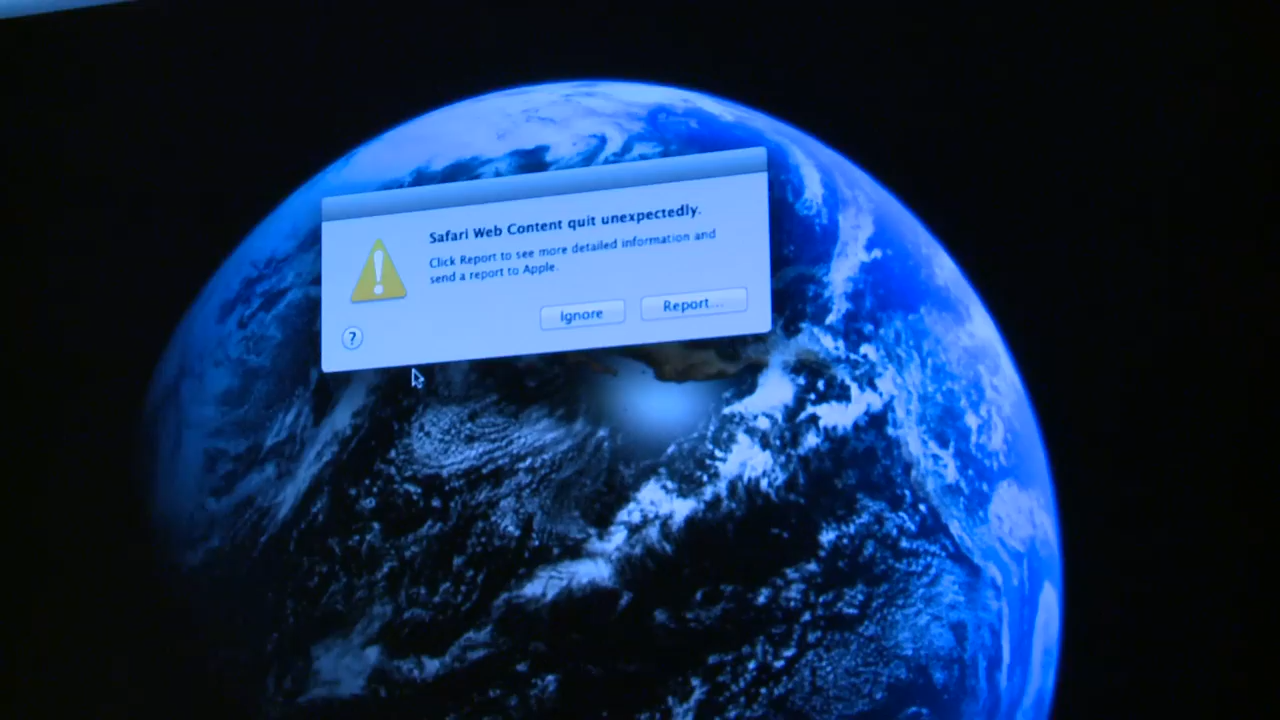 Safari Web Content quit unexpectedly.
Click Report to see more detailed information and
send a report to Apple.
Ignore
Report...
?